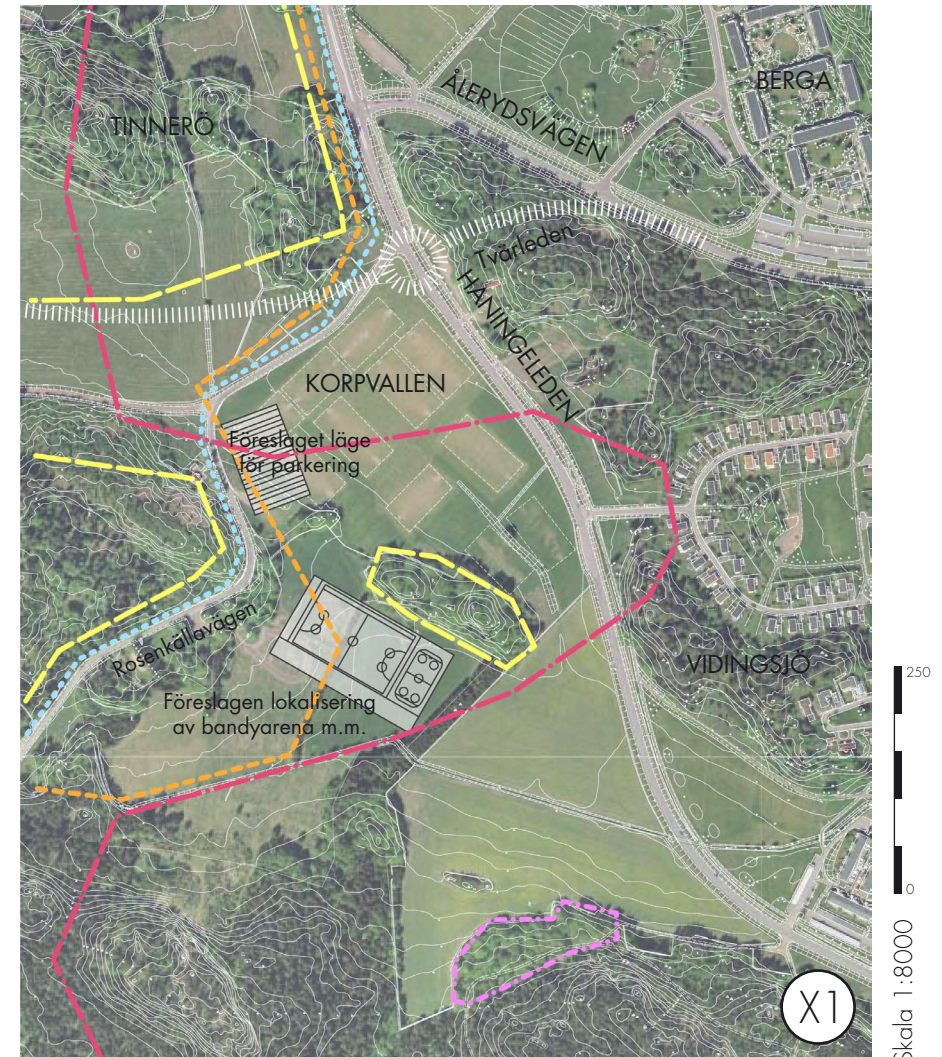 BERGA
ÅLERYDSVÄGEN
TINNERÖ
Tvärleden
HANINGELEDEN
KORPVALLEN
Föreslaget läge
för parkering
Rosenkällavägen
VIDINGSJÖ
Föreslagen lokalisering
av bandyarena m.m.
250
0
Skala 1:8000
X1